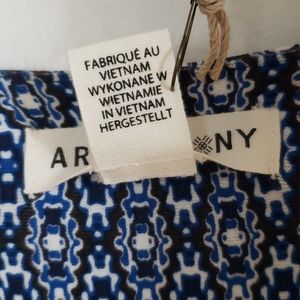 FABRIQUÉ AU
VIETNAM
WYKONANE W
WIETNAMIE
IN VIETNAM
HERGESTELLT
AR NY